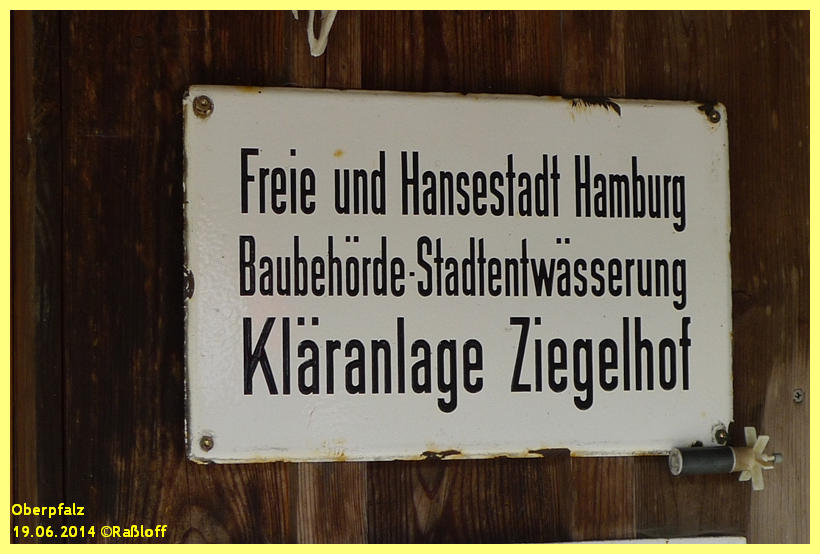 Freie und Hansestadt Hamburg
Baubehörde-Stadtentwässerung
Kläranlage Ziegelhof
Oberpfalz
19.06.2014 ©Raßloff